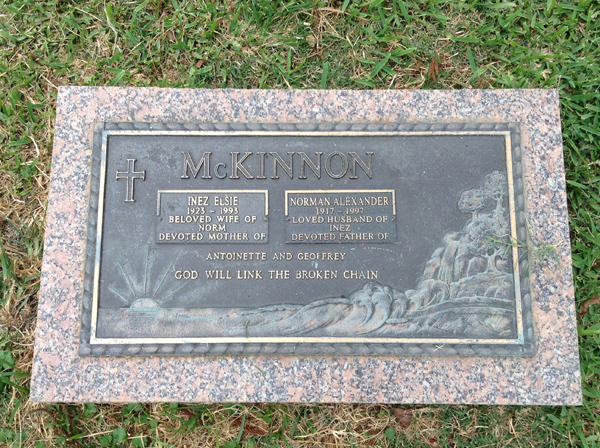 McKINNON
INEZ ELSIE
1923 - 1993
BELOVED WIFE OF
NORM
DEVOTED MOTHER OF
NORMAN ALEXANDER
1917 - 1997
LOVED HUSBAND OF
INEZ
DEVOTED FATHER OF
ANTOINETTE AND GEOFFREY
GOD WILL LINK THE BROKEN CHAIN